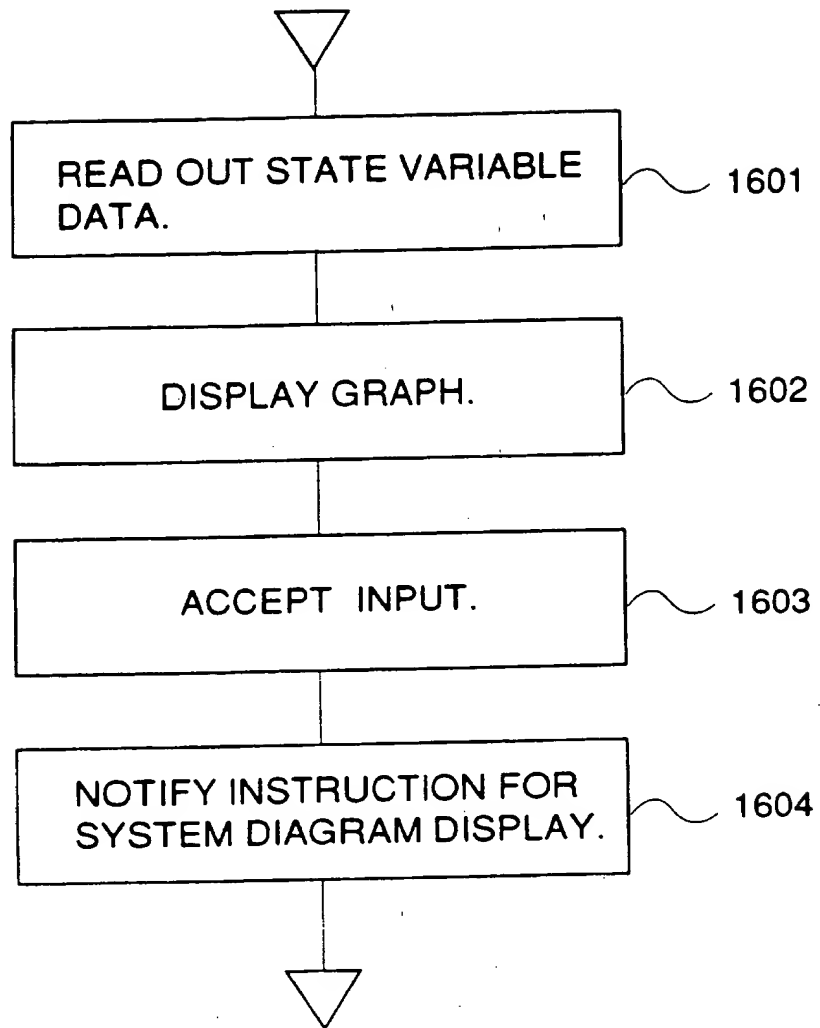 READ OUT STATE VARIABLE
DATA.
1601
DISPLAY GRAPH.
1602
ACCEPT INPUT.
1603
NOTIFY INSTRUCTION FOR
SYSTEM DIAGRAM DISPLAY.
1604